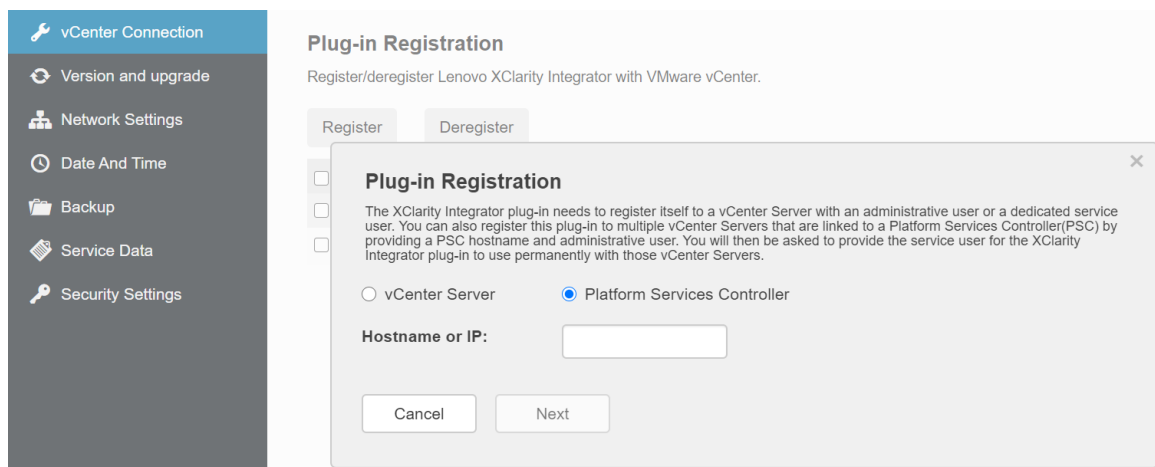 vCenter Connection
Version and upgrade
Network Settings
Date And Time
Backup
Service Data
Security Settings
Plug-in Registration
Register/deregister Lenovo XClarity Integrator with VMware vCenter.
Register Deregister
Plug-in Registration
The XClarity Integrator plug-in needs to register itself to a vCenter Server with an administrative user or a dedicated service
user. You can also register this plug-in to multiple vCenter Servers that are linked to a Platform Services Controller(PSC) by
providing a PSC hostname and administrative user. You will then be asked to provide the service user for the XClarity
Integrator plug-in to use permanently with those vCenter Servers.
vCenter Server Platform Services Controller
Hostname or IP:
Cancel Next